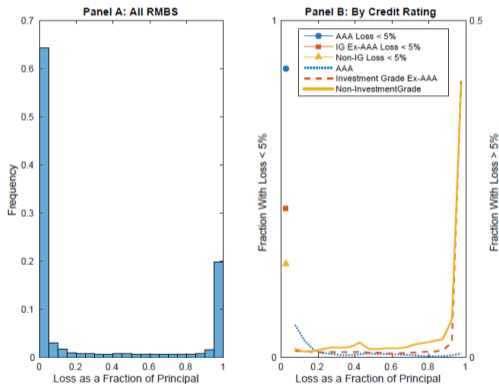 Panel A: All RMBS
0.7
0.6
0.5
0.4
0.3
0.2
0.1
0
Frequency
0 0.2 0.4 0.6 0.8 1
Loss as a Fraction of Principal
Panel B: By Credit Rating
1
0
Fraction With Loss < 5%
AAA Loss < 5%
IG Ex-AAA Loss < 5%
Non-IG Loss < 5%
AAA
Investment Grade Ex-AAA
Non-InvestmentGrade
0.5
0
Fraction With Loss > 5%
0 0.2 0.4 0.6 0.8 1
Loss as a Fraction of Principal